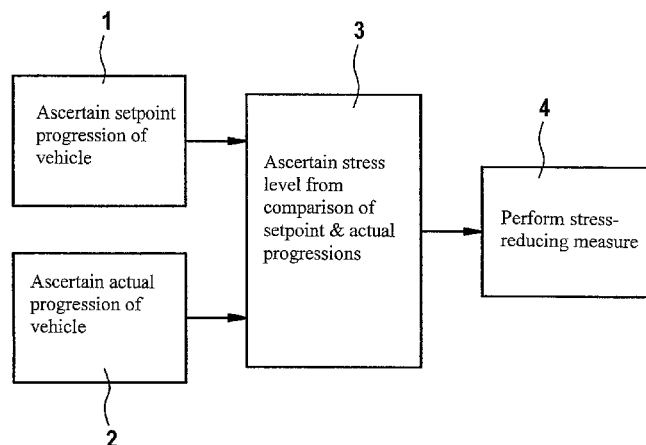 1
Ascertain setpoint
progression of
vehicle
2
Ascertain actual
progression of
vehicle
3
Ascertain stress
level from
comparison of
setpoint & actual
progressions
4
Perform stress-
reducing measure